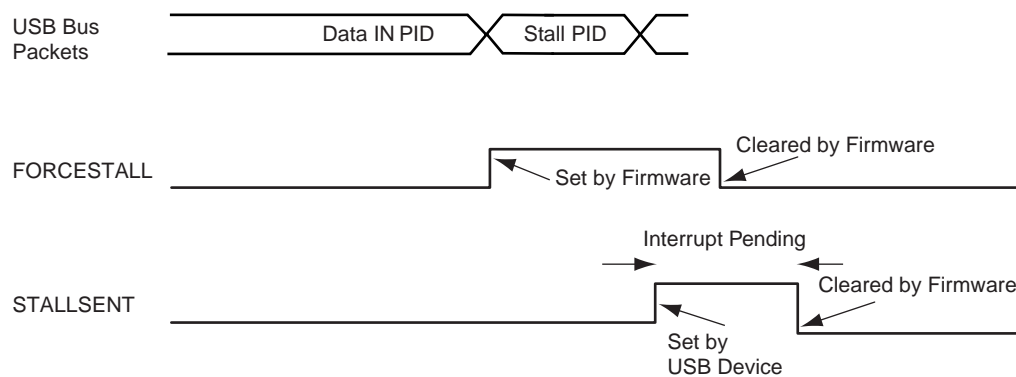 USB Bus
Packets
Data IN PID
Stall PID
FORCESTALL
Set by Firmware
Cleared by Firmware
Interrupt Pending
STALLSENT
Cleared by Firmware
Set by
USB Device